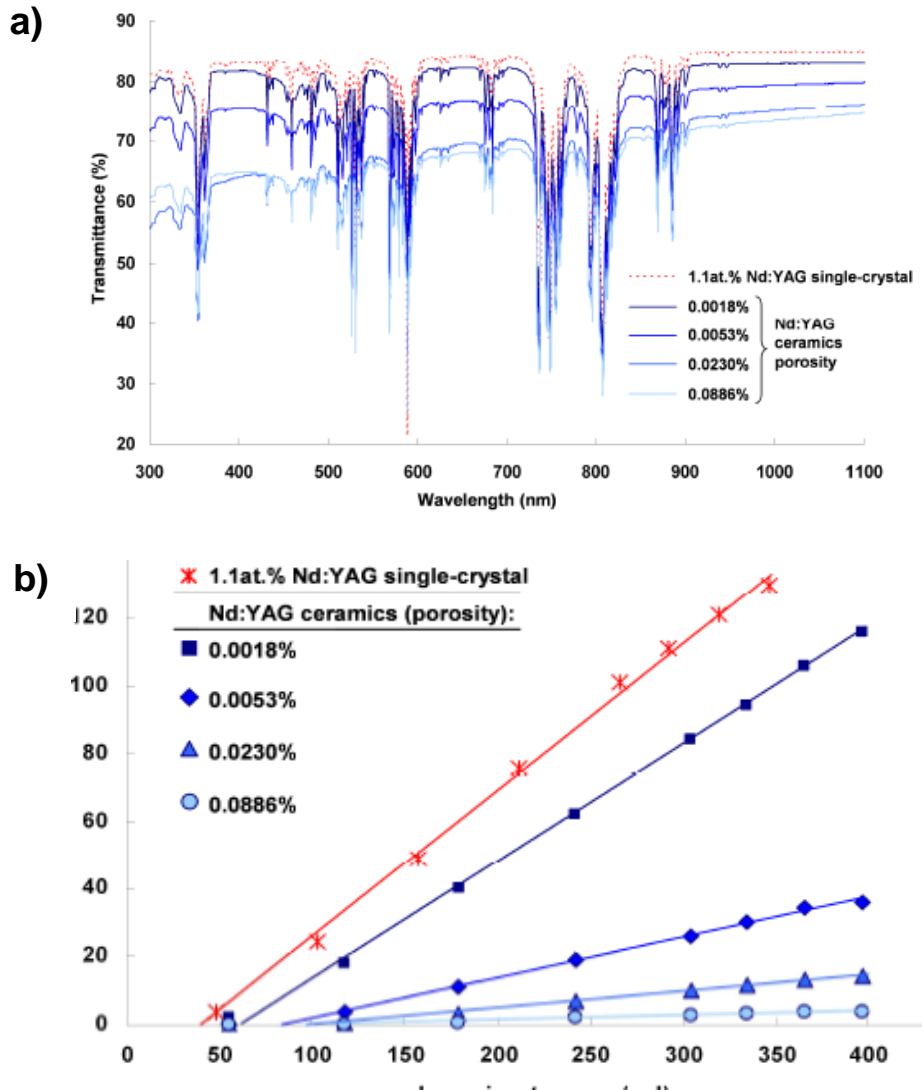 a)
90
80
70
60
50
40
30
20
Transmittance (%)
1.1at.% Nd:YAG single-crystal
0.0018%
0.0053%
0.0230%
0.0886%
Nd:YAG
ceramics
porosity
300 400 500 600 700 800 900 1000 1100
Wavelength (nm)
b)
1.1at.% Nd:YAG single-crystal
Nd:YAG ceramics (porosity):
0.0018%
0.0053%
0.0230%
0.0886%
120
100
80
60
40
20
0
0 50 100 150 200 250 300 350 400